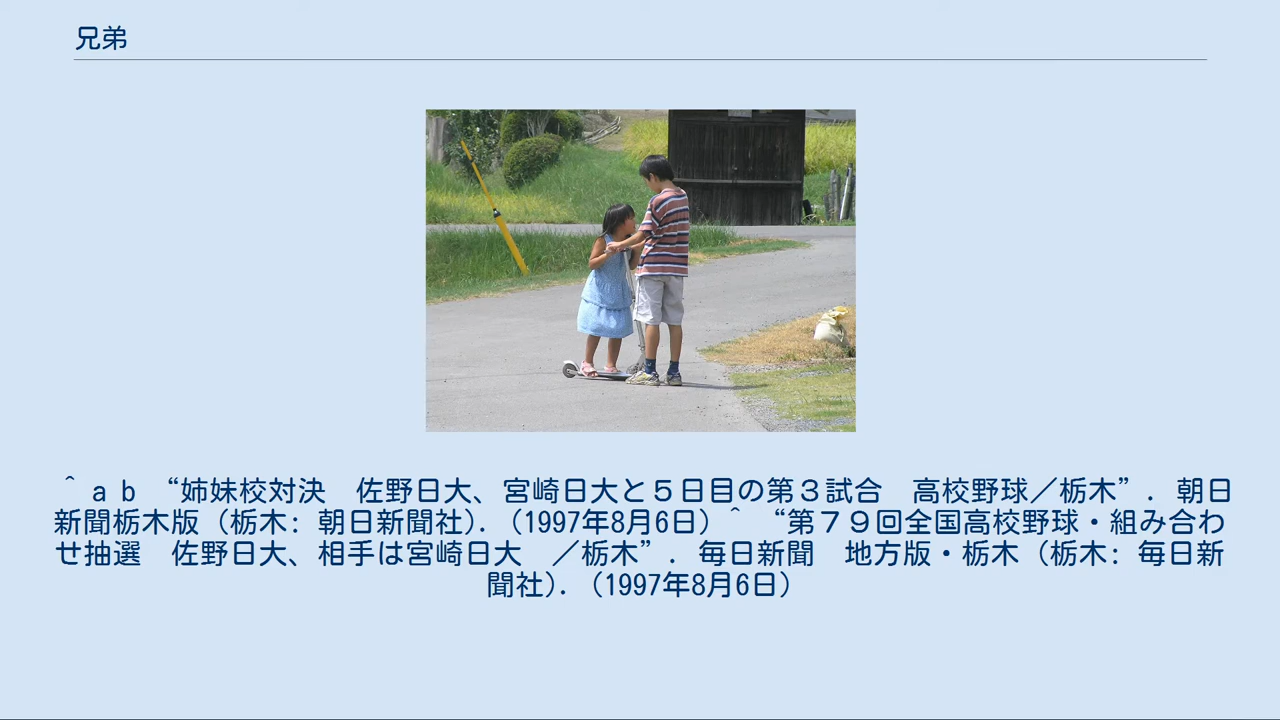 兄弟
^ a b “姉妹校対決　佐野日大、宮崎日大と５日目の第３試合　高校野球／栃木”. 朝日
新聞栃木版 (栃木: 朝日新聞社). (1997年8月6日) ^ “第７９回全国高校野球・組み合わ
せ抽選　佐野日大、相手は宮崎日大　／栃木”. 毎日新聞　地方版・栃木 (栃木: 毎日新
聞社). (1997年8月6日)